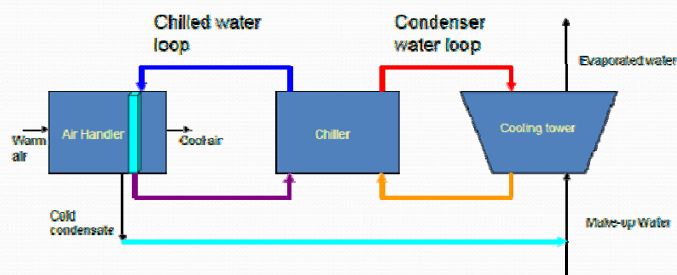 Chilled water
loop
Condenser
water loop
Evaporated water
Warm
air
Air Handler
Cool air
Chiller
Cooling tower
Cold
condensate
Make-up Water